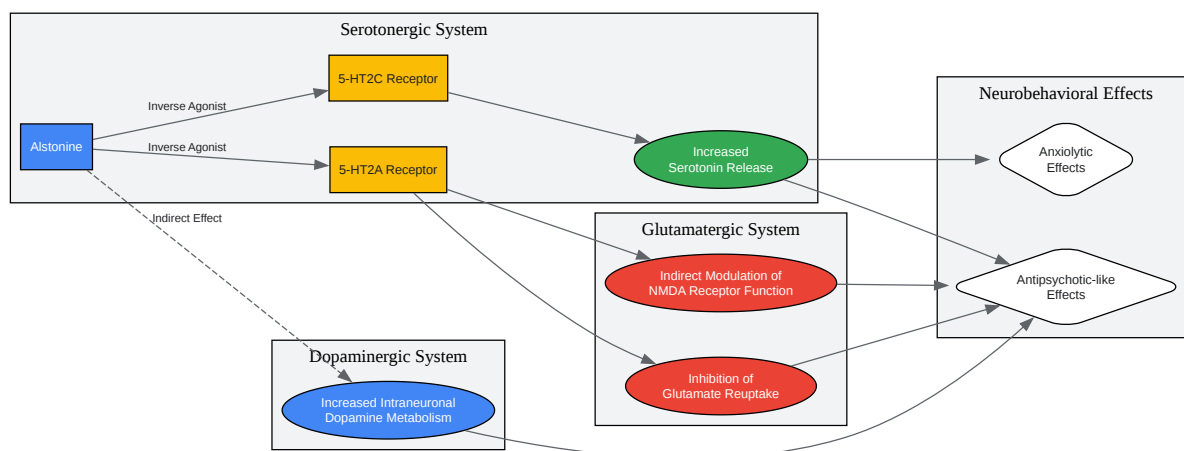 Serotonergic System
5-HT2C Receptor
Inverse Agonist
Alstonine
Inverse Agonist
5-HT2A Receptor
Increased
Serotonin Release
Indirect Effect
Neurobehavioral Effects
Anxiolytic
Effects
Antipsychotic-like
Effects
Glutamatergic System
Indirect Modulation of
NMDA Receptor Function
Inhibition of
Glutamate Reuptake
Dopaminergic System
Increased Intraneuronal
Dopamine Metabolism